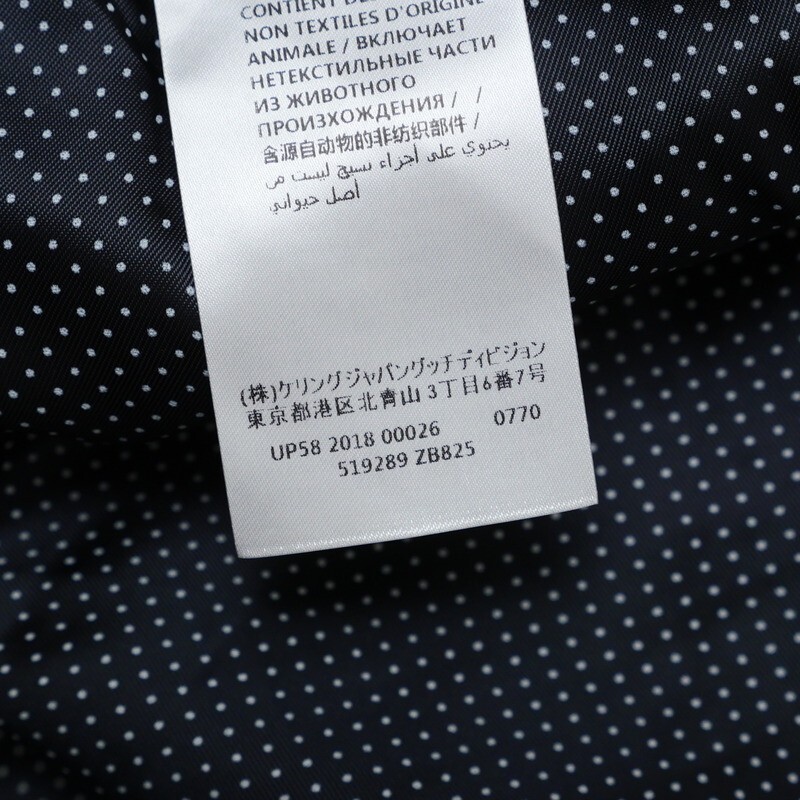 CONTIENT DES
NON TEXTILES D'ORIGINE
ANIMALE / ВКЛЮЧАЕТ
НЕТЕКСТИЛЬНЫЕ ЧАСТИ
ИЗ ЖИВОТНОГО
ПРОИЗХОЖДЕНИЯ / /
含源自动物的非纺织部件 /
يحتوي على أجزاء نسيج ليست من
أصل حيواني
(株)ケリングジャパングッチディビジョン
東京都港区北青山 3丁目6番7号
UP58 2018 00026 0770
519289 ZB825